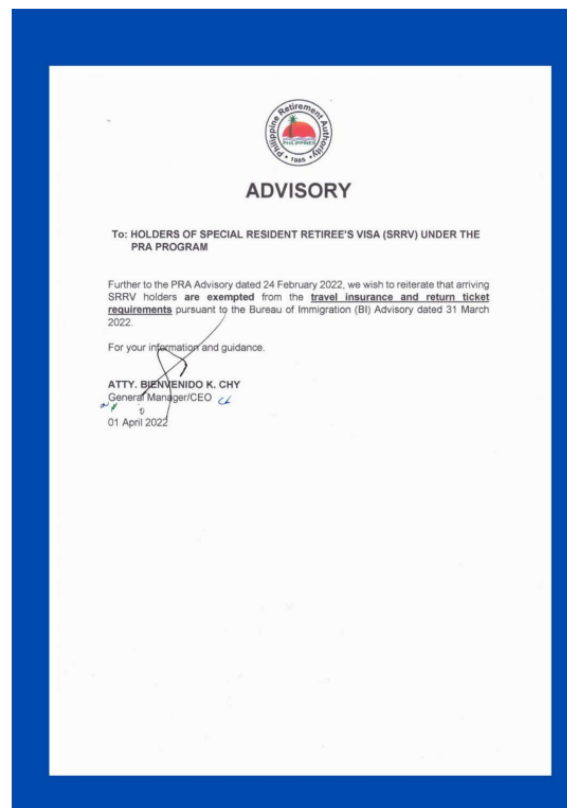 Philippine Retirement Authority
PHILIPPINES
1985
ADVISORY
To: HOLDERS OF SPECIAL RESIDENT RETIREE'S VISA (SRRV) UNDER THE
PRA PROGRAM
Further to the PRA Advisory dated 24 February 2022, we wish to reiterate that arriving
SRRV holders are exempted from the travel insurance and return ticket
requirements pursuant to the Bureau of Immigration (BI) Advisory dated 31 March
2022.
For your information and guidance.
ATTY. BIENVENIDO K. CHY
General Manager/CEO
01 April 2022